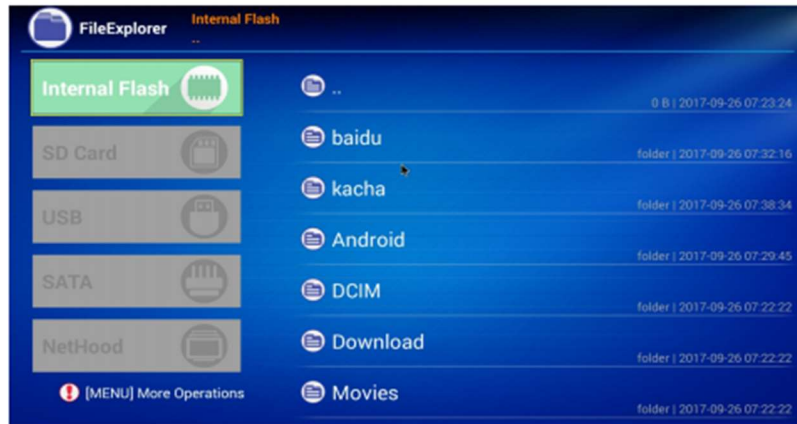 FileExplorer
Internal Flash
..
Internal Flash
SD Card
USB
SATA
NetHood
[MENU] More Operations
..
0 B | 2017-09-26 07:23:24
baidu
folder | 2017-09-26 07:32:16
kacha
folder | 2017-09-26 07:38:34
Android
folder | 2017-09-26 07:29:45
DCIM
folder | 2017-09-26 07:22:22
Download
folder | 2017-09-26 07:22:22
Movies
folder | 2017-09-26 07:22:22